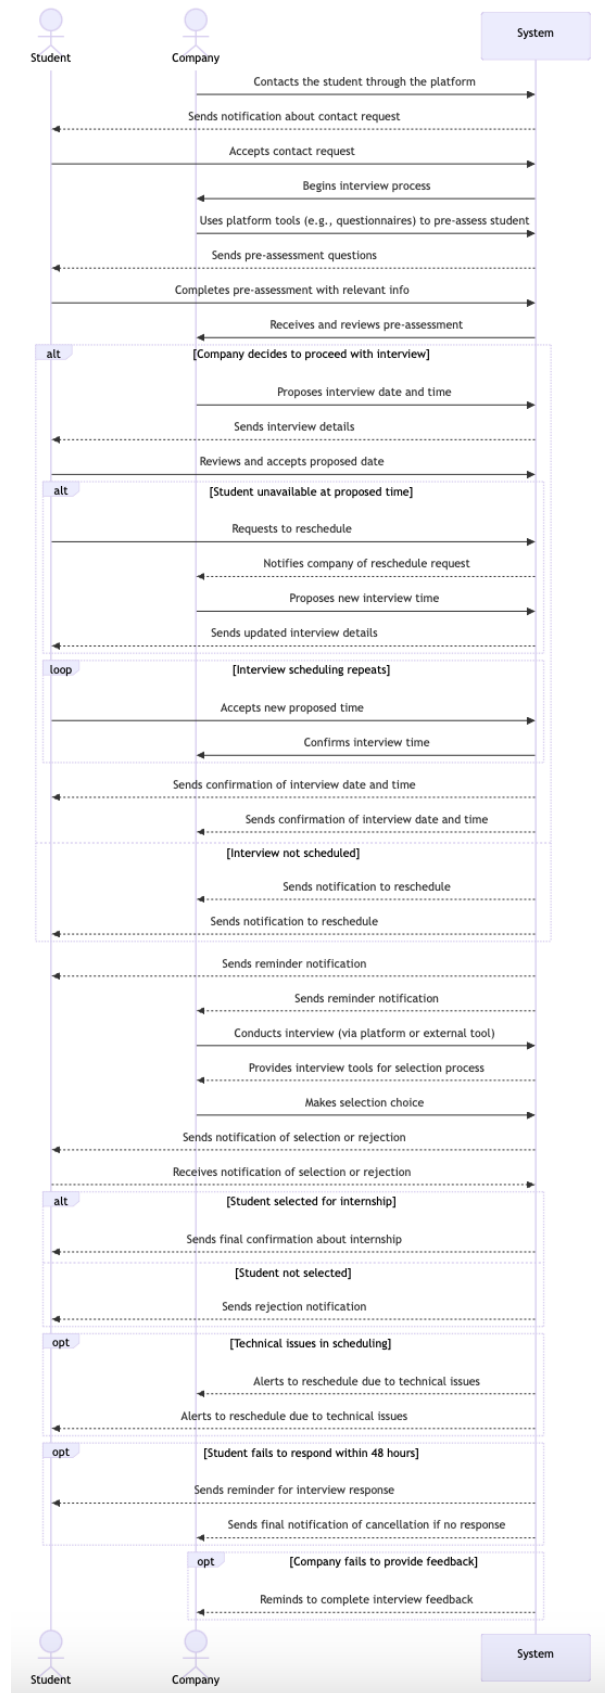 Student
Company
System
Contacts the student through the platform
Sends notification about contact request
Accepts contact request
Begins interview process
Uses platform tools (e.g., questionnaires) to pre-assess student
Sends pre-assessment questions
Completes pre-assessment with relevant info
Receives and reviews pre-assessment
alt
[Company decides to proceed with interview]
Proposes interview date and time
Sends interview details
Reviews and accepts proposed date
alt
[Student unavailable at proposed time]
Requests to reschedule
Notifies company of reschedule request
Proposes new interview time
Sends updated interview details
loop
[Interview scheduling repeats]
Accepts new proposed time
Confirms interview time
Sends confirmation of interview date and time
Sends confirmation of interview date and time
[Interview not scheduled]
Sends notification to reschedule
Sends notification to reschedule
Sends reminder notification
Sends reminder notification
Conducts interview (via platform or external tool)
Provides interview tools for selection process
Makes selection choice
Sends notification of selection or rejection
Receives notification of selection or rejection
alt
[Student selected for internship]
Sends final confirmation about internship
[Student not selected]
Sends rejection notification
opt
[Technical issues in scheduling]
Alerts to reschedule due to technical issues
Alerts to reschedule due to technical issues
opt
[Student fails to respond within 48 hours]
Sends reminder for interview response
Sends final notification of cancellation if no response
opt
[Company fails to provide feedback]
Reminds to complete interview feedback
Student
Company
System